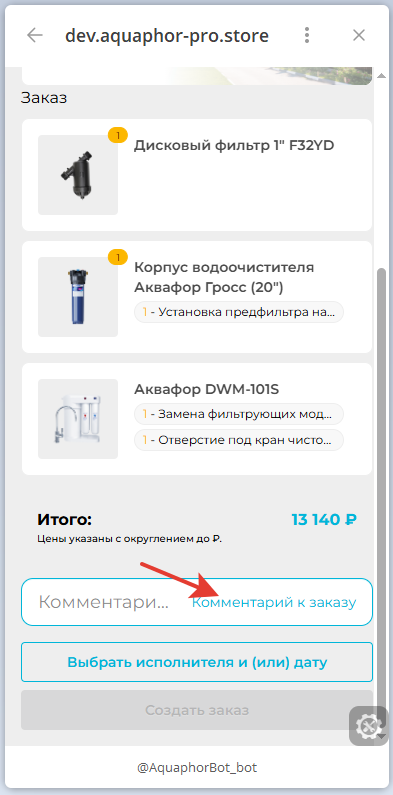 dev.aquaphor-pro.store
Заказ
1
Дисковый фильтр 1" F32YD
1
Корпус водоочистителя
Аквафор Гросс (20")
1 - Установка предфильтра на...
Аквафор DWM-101S
1 - Замена фильтрующих мод...
1 - Отверстие под кран чисто...
Итого: 13 140 ₽
Цены указаны с округлением до ₽.
Комментари... Комментарий к заказу
Выбрать исполнителя и (или) дату
Создать заказ
@AquaphorBot_bot